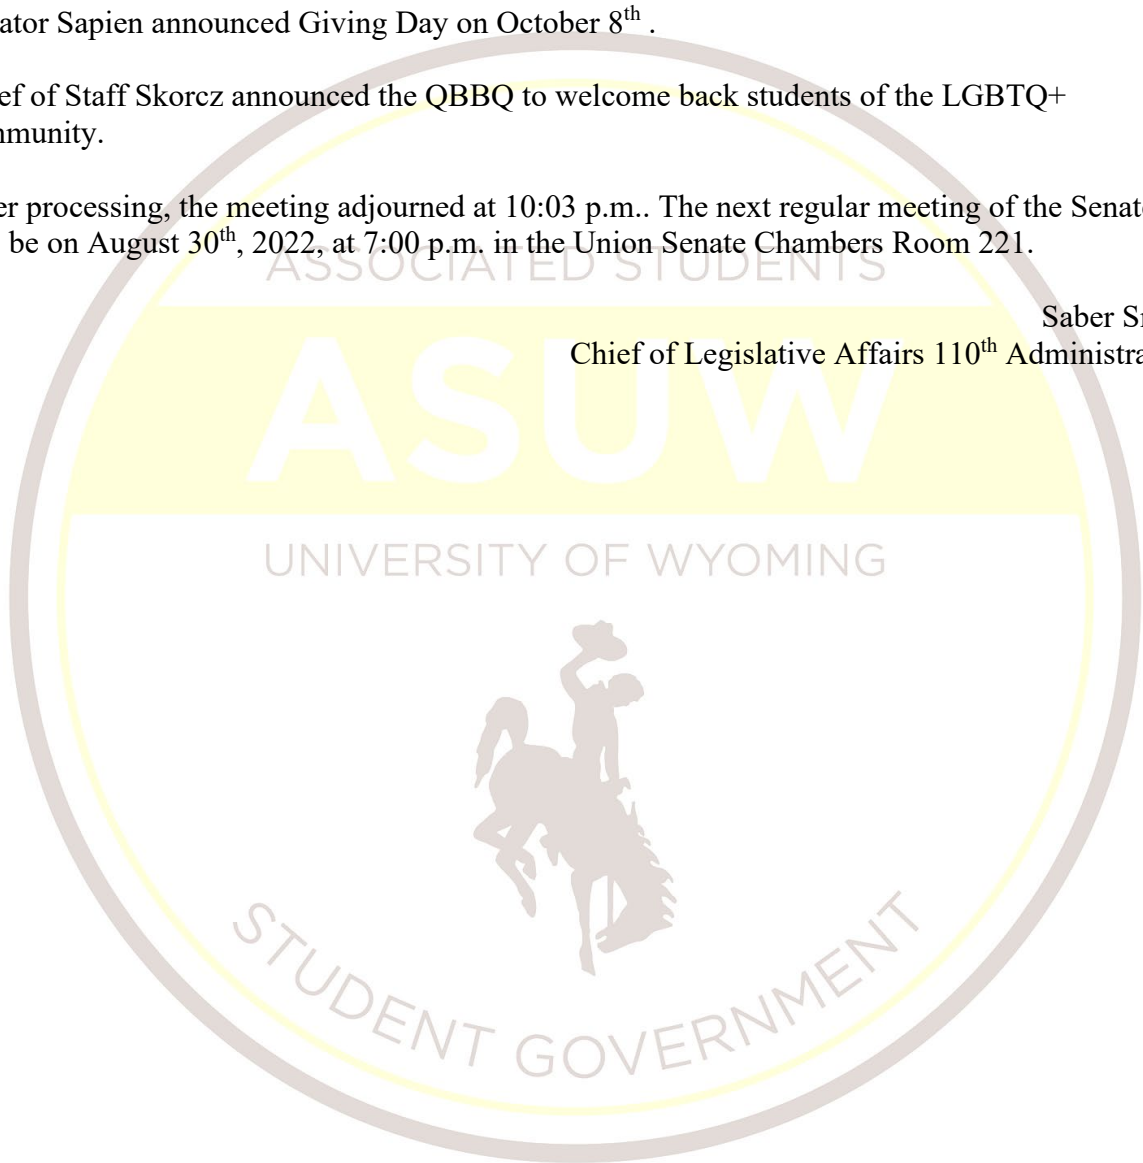 ator Sapien announced Giving Day on October 8th .
ef of Staff Skorcz announced the QBBQ to welcome back students of the LGBTQ+
munity.
er processing, the meeting adjourned at 10:03 p.m.. The next regular meeting of the Senate
be on August 30th, 2022, at 7:00 p.m. in the Union Senate Chambers Room 221.
ASSOCIATED STUDENTS
Saber S
Chief of Legislative Affairs 110th Administra
ASUW
UNIVERSITY OF WYOMING
STUDENT GOVERNMENT